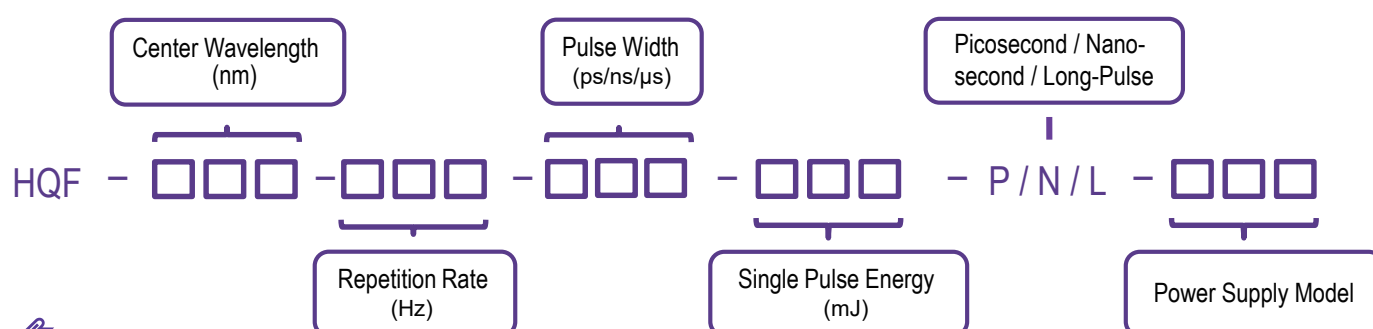 Center Wavelength
(nm)
Pulse Width
(ps/ns/µs)
Picosecond / Nano-
second / Long-Pulse
HQF – □□□ –□□□ – □□□ – □□□ – P / N / L – □□□
Repetition Rate
(Hz)
Single Pulse Energy
(mJ)
Power Supply Model